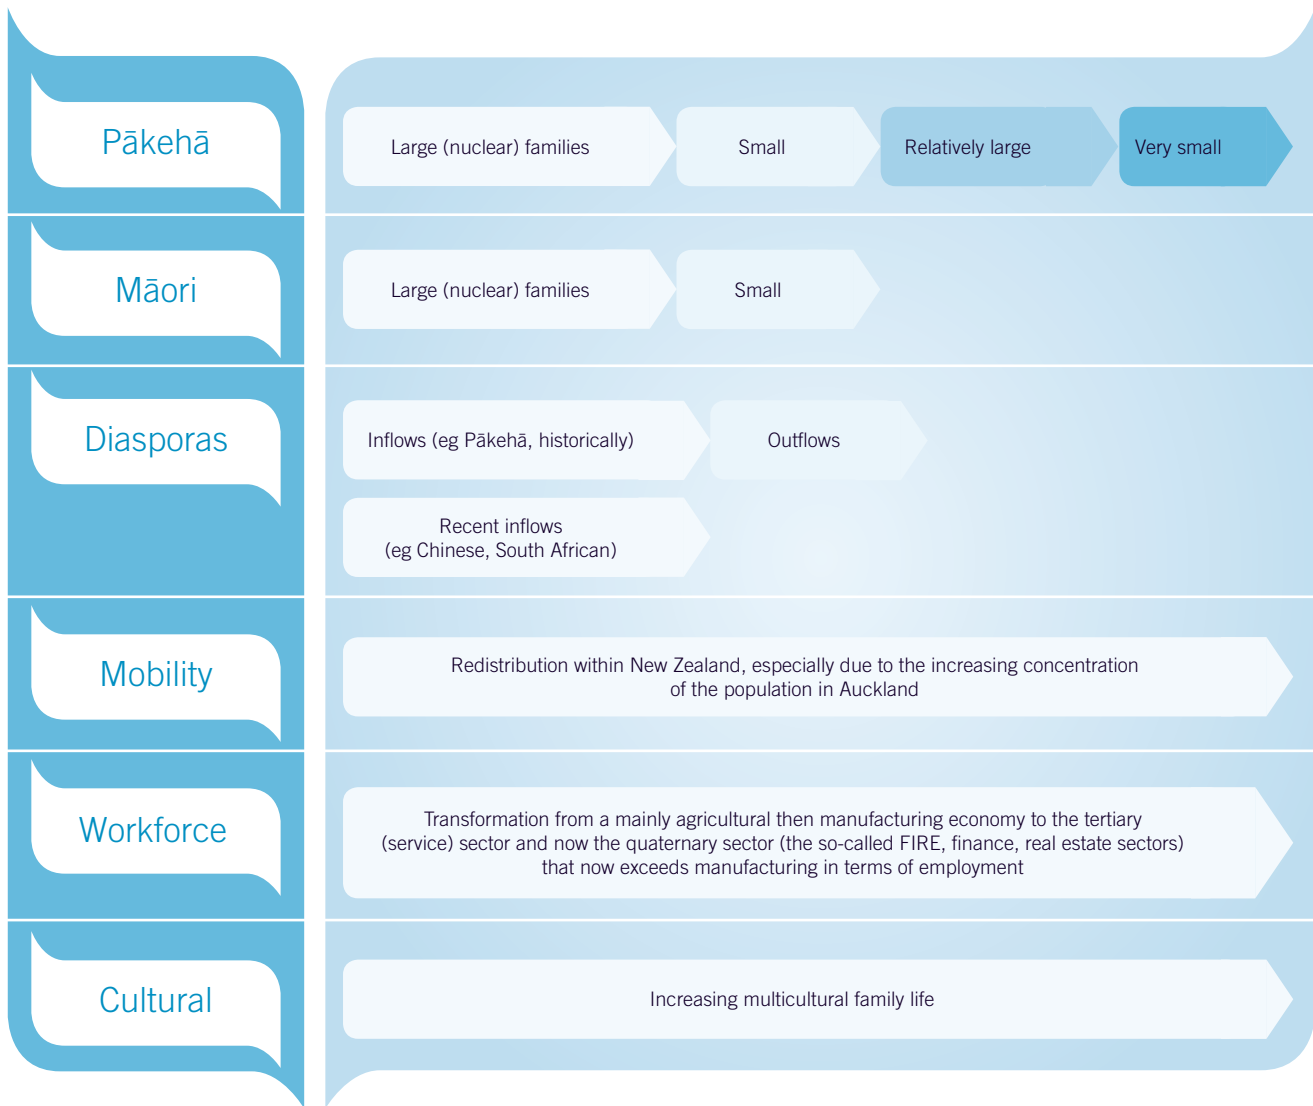 Pākehā
Large (nuclear) families
Small
Relatively large
Very small
Māori
Large (nuclear) families
Small
Diasporas
Inflows (eg Pākehā, historically)
Outflows
Recent inflows
(eg Chinese, South African)
Mobility
Redistribution within New Zealand, especially due to the increasing concentration
of the population in Auckland
Workforce
Transformation from a mainly agricultural then manufacturing economy to the tertiary
(service) sector and now the quaternary sector (the so-called FIRE, finance, real estate sectors)
that now exceeds manufacturing in terms of employment
Cultural
Increasing multicultural family life